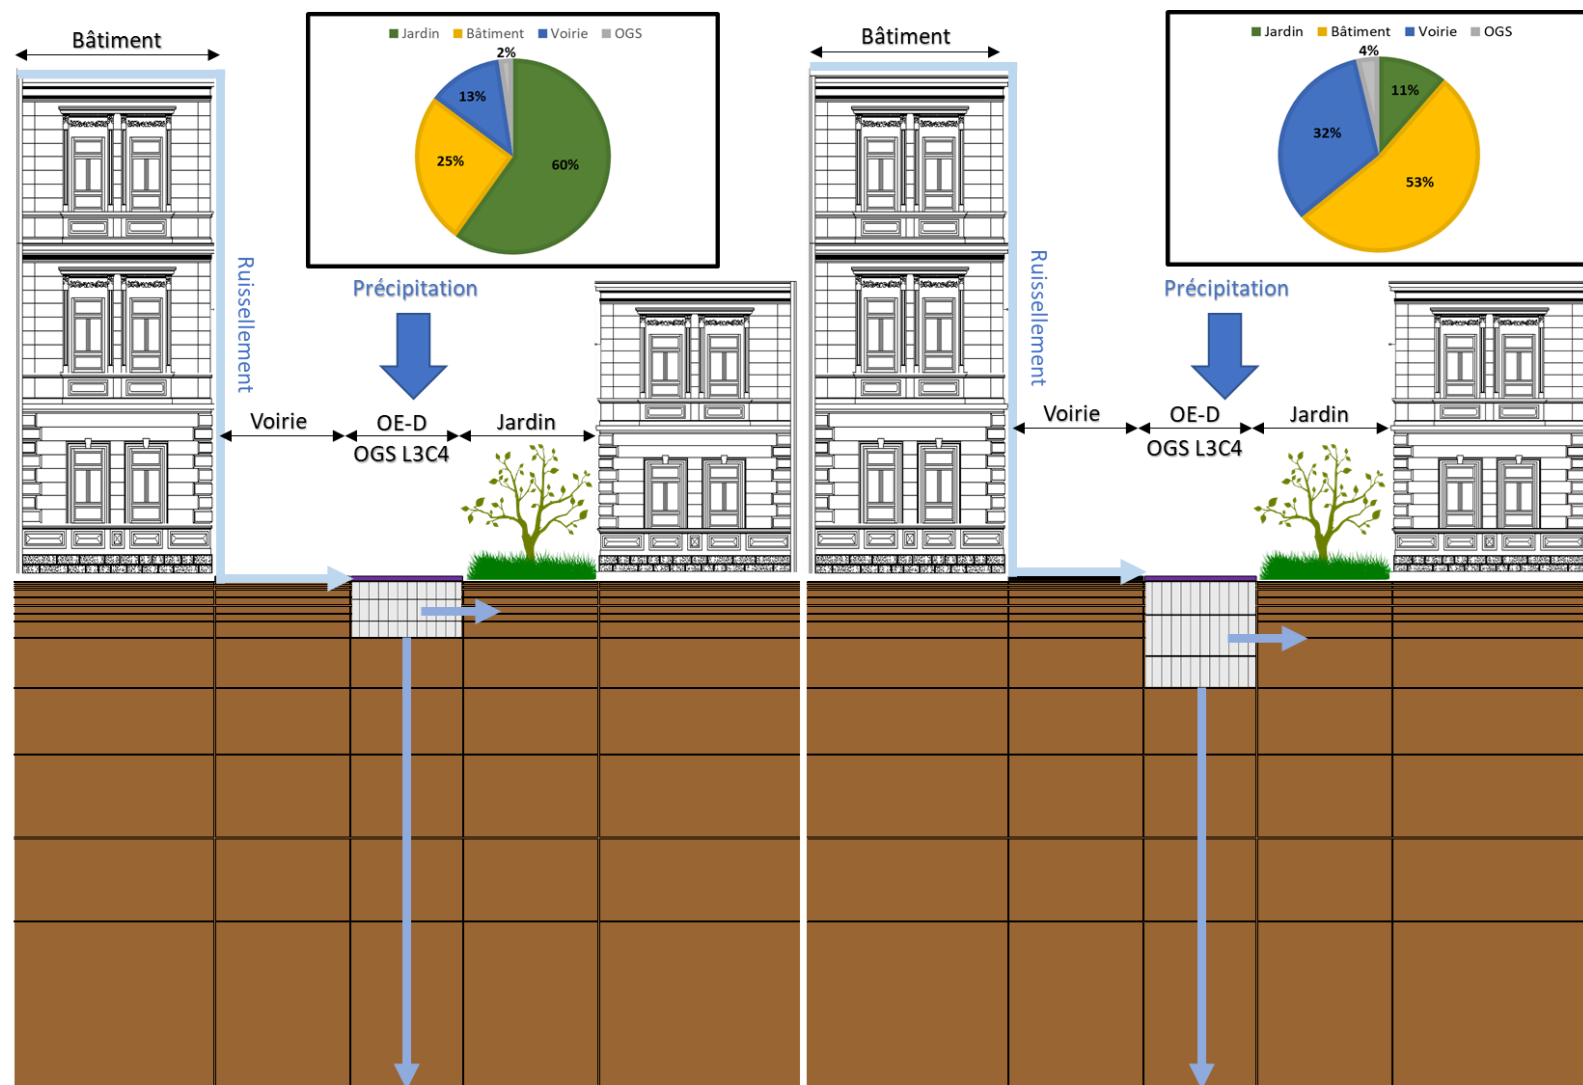 Bâtiment
Jardin Bâtiment Voirie OGS
2%
13%
25%
60%
Ruissellement
Précipitation
Voirie
OE-D
OGS L3C4
Jardin
Bâtiment
Jardin Bâtiment Voirie OGS
4%
11%
32%
53%
Ruissellement
Précipitation
Voirie
OE-D
OGS L3C4
Jardin